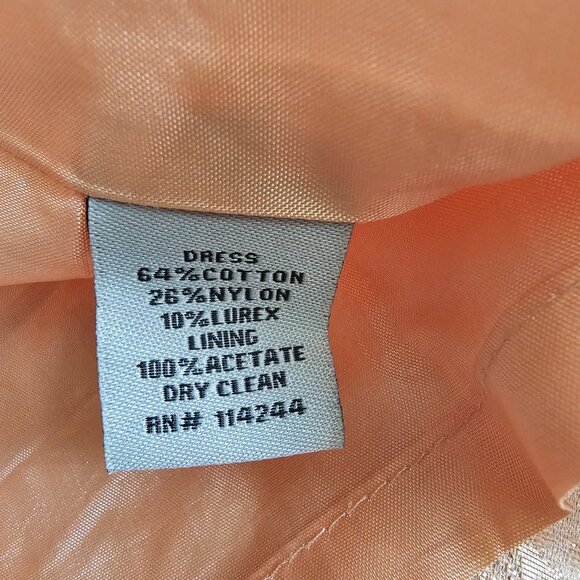 DRESS
64%COTTON
26%NYLON
10%LUREX
LINING
100%ACETATE
DRY CLEAN
RN# 114244